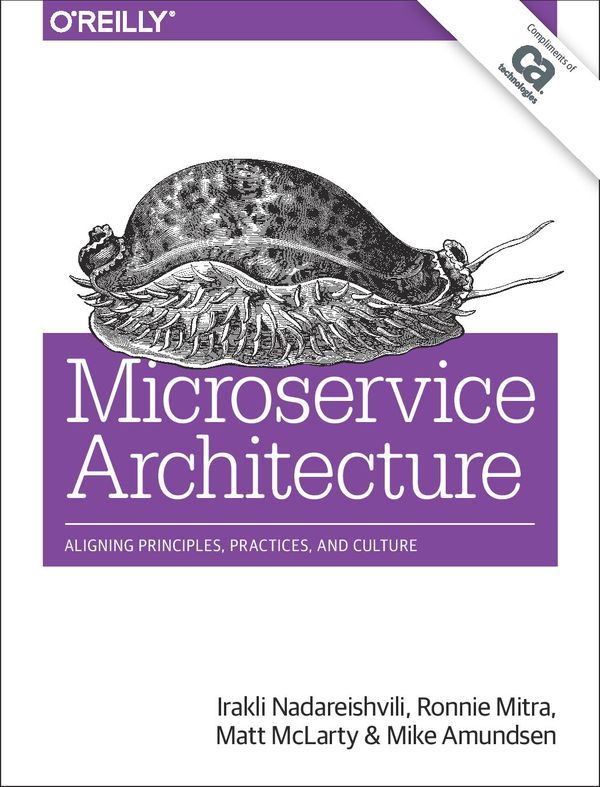 O'REILLY®
Compliments of
ca
technologies
Microservice
Architecture
ALIGNING PRINCIPLES, PRACTICES, AND CULTURE
Irakli Nadareishvili, Ronnie Mitra,
Matt McLarty & Mike Amundsen